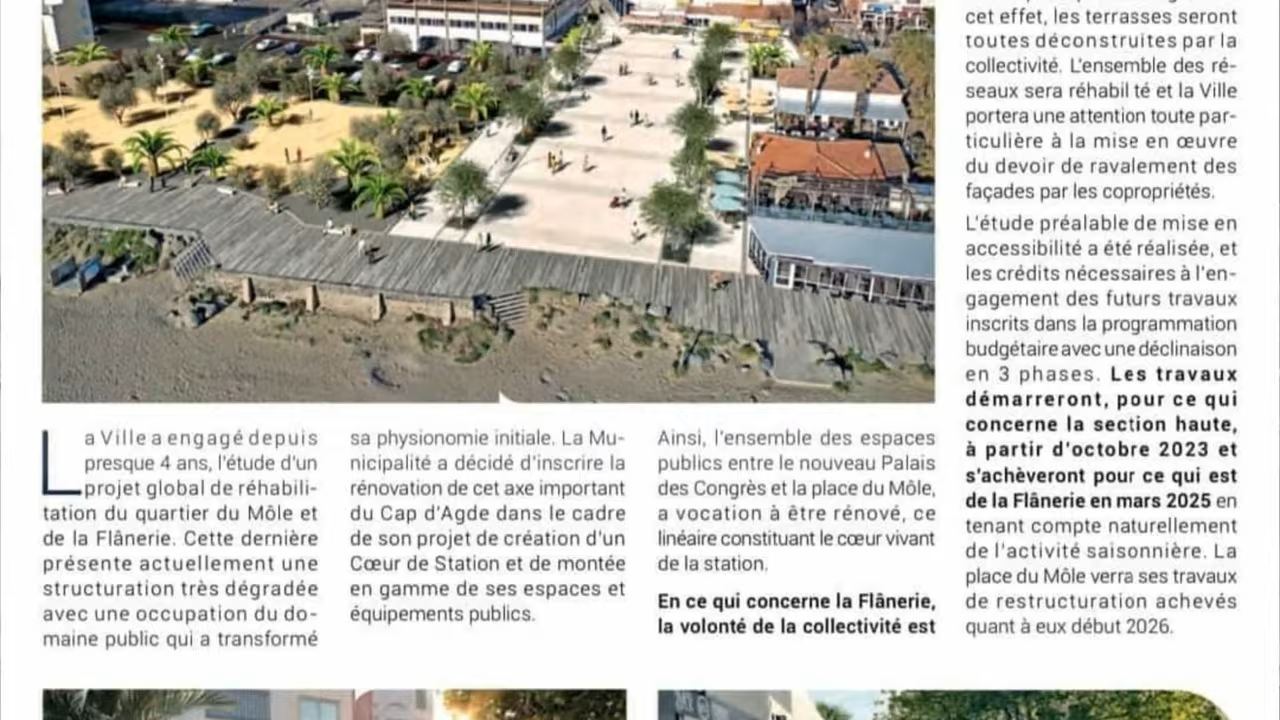 La Ville a engagé depuis
presque 4 ans, l'étude d'un
projet global de réhabili-
tation du quartier du Môle et
de la Flânerie. Cette dernière
présente actuellement une
structuration très dégradée
avec une occupation du do-
maine public qui a transformé
sa physionomie initiale. La Mu-
nicipalité a décidé d'inscrire la
rénovation de cet axe important
du Cap d'Agde dans le cadre
de son projet de création d'un
Cœur de Station et de montée
en gamme de ses espaces et
équipements publics.
Ainsi, l'ensemble des espaces
publics entre le nouveau Palais
des Congrès et la place du Môle,
a vocation à être rénové, ce
linéaire constituant le cœur vivant
de la station.
En ce qui concerne la Flânerie,
la volonté de la collectivité est
cet effet, les terrasses seront
toutes déconstruites par la
collectivité. L'ensemble des ré-
seaux sera réhabil té et la Ville
portera une attention toute par-
ticulière à la mise en œuvre
du devoir de ravalement des
façades par les copropriétés.
L'étude préalable de mise en
accessibilité a été réalisée, et
les crédits nécessaires à l'en-
gagement des futurs travaux
inscrits dans la programmation
budgétaire avec une déclinaison
en 3 phases. Les travaux
démarreront, pour ce qui
concerne la section haute,
à partir d'octobre 2023 et
s'achèveront pour ce qui est
de la Flânerie en mars 2025 en
tenant compte naturellement
de l'activité saisonnière. La
place du Môle verra ses travaux
de restructuration achevés
quant à eux début 2026.